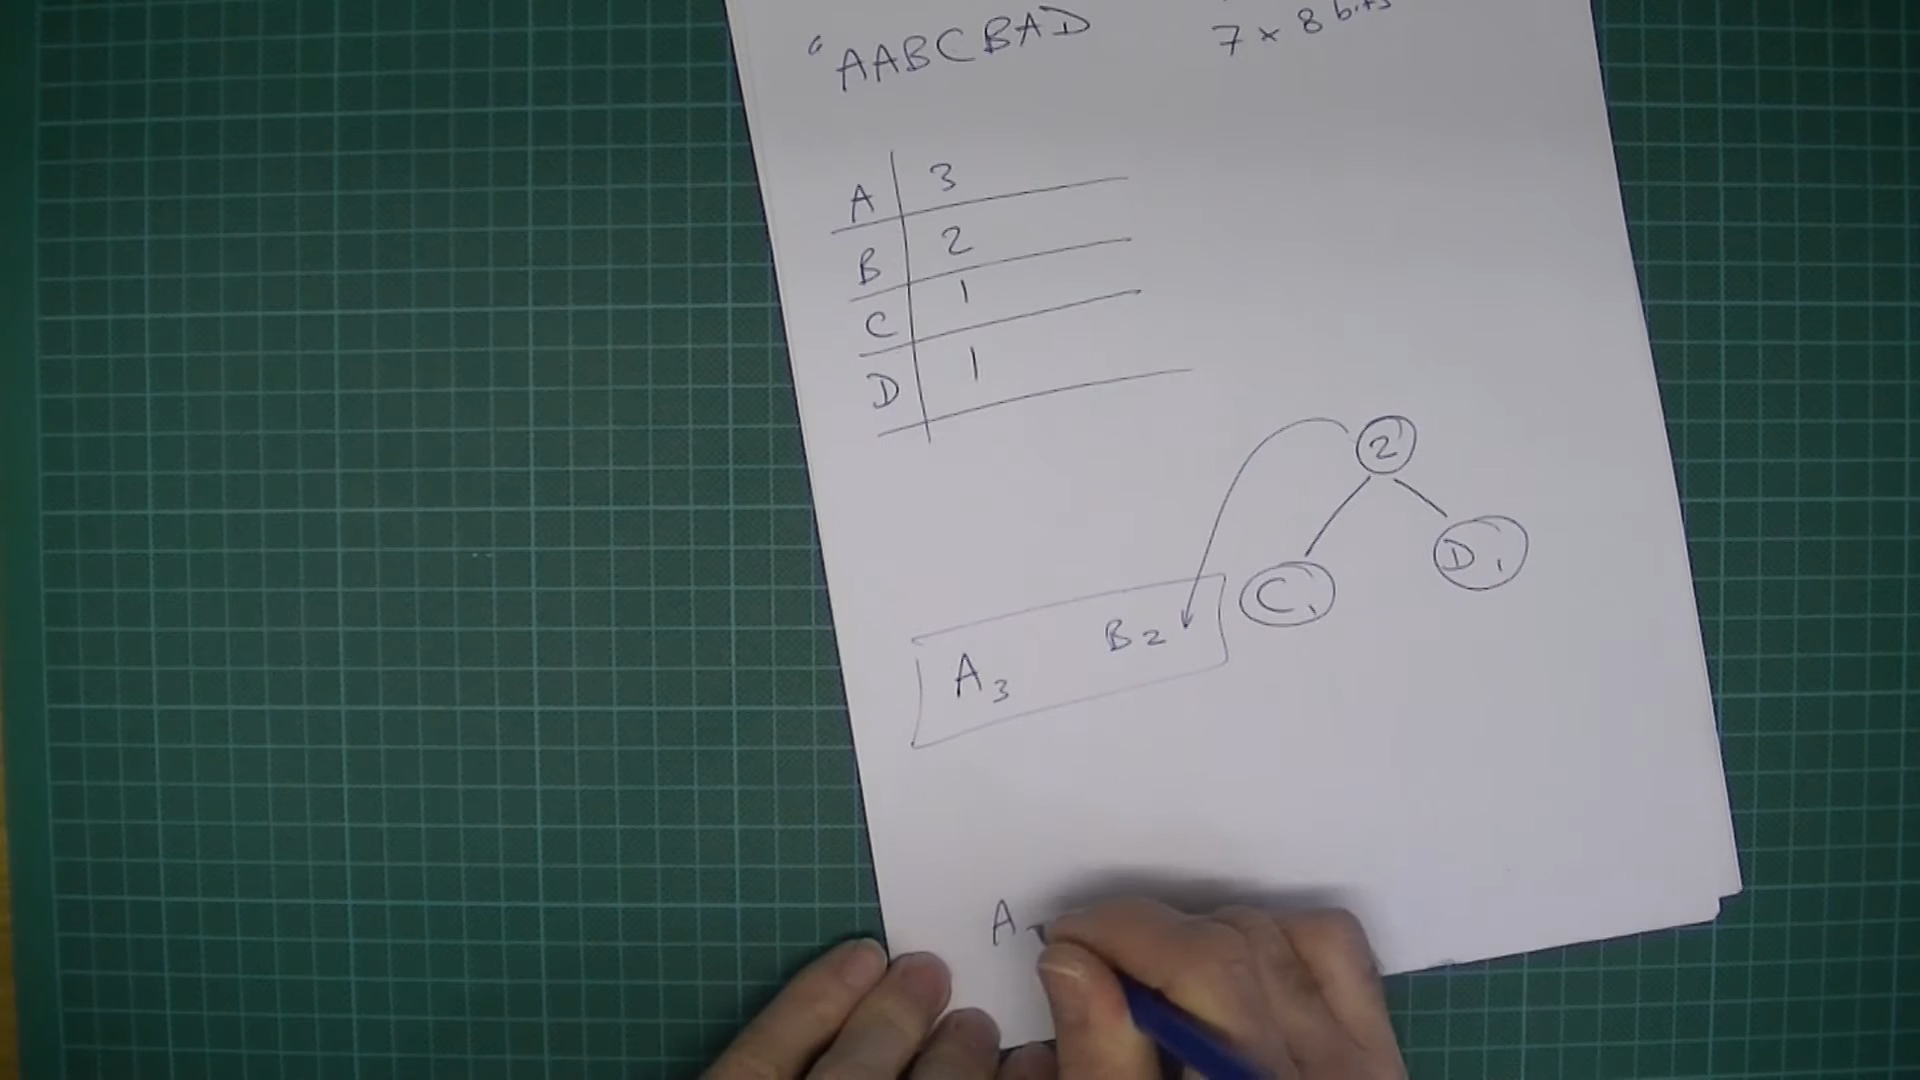 "AABCBAD
7 x 8 bits
A 3
B 2
C 1
D 1
2
C 1
D 1
A 3 B 2
A